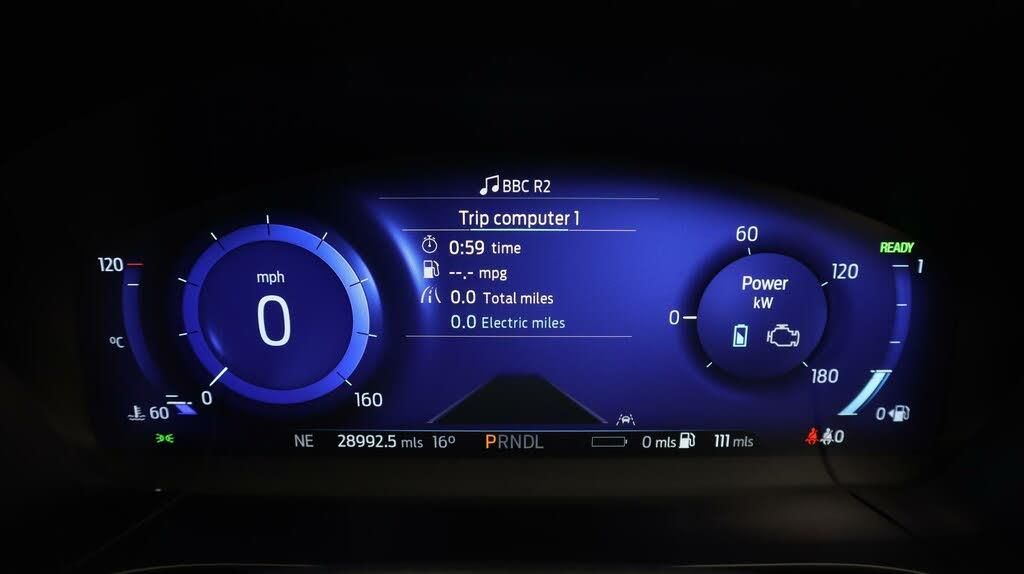 BBC R2
Trip computer 1
0:59 time
--.- mpg
0.0 Total miles
0.0 Electric miles
120
°C
60
mph
0
0
160
60
0
120
180
Power
kW
READY
1
0
NE 28992.5 mls 16° PRNDL 0 mls 111 mls